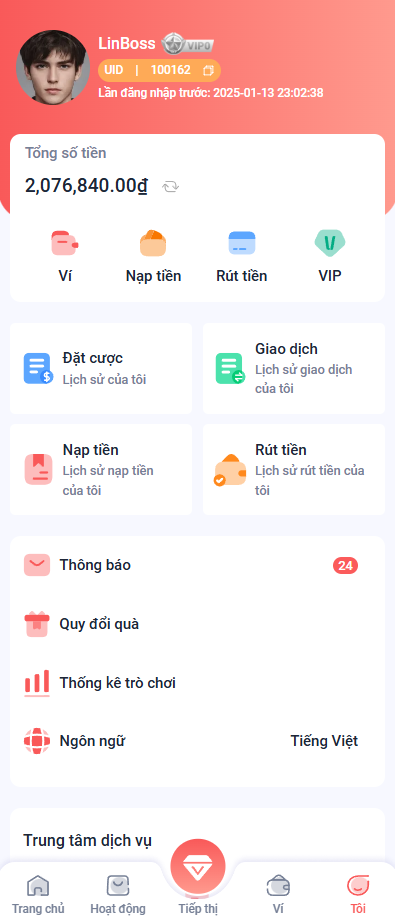 LinBoss VIP0
UID | 100162
Lần đăng nhập trước: 2025-01-13 23:02:38
Tổng số tiền
2,076,840.00₫
Ví
Nạp tiền
Rút tiền
VIP
Đặt cược
Lịch sử của tôi
Giao dịch
Lịch sử giao dịch
của tôi
Nạp tiền
Lịch sử nạp tiền
của tôi
Rút tiền
Lịch sử rút tiền của
tôi
Thông báo 24
Quy đổi quà
Thống kê trò chơi
Ngôn ngữ Tiếng Việt
Trung tâm dịch vụ
Trang chủ
Hoạt động
Tiếp thị
Ví
Tôi